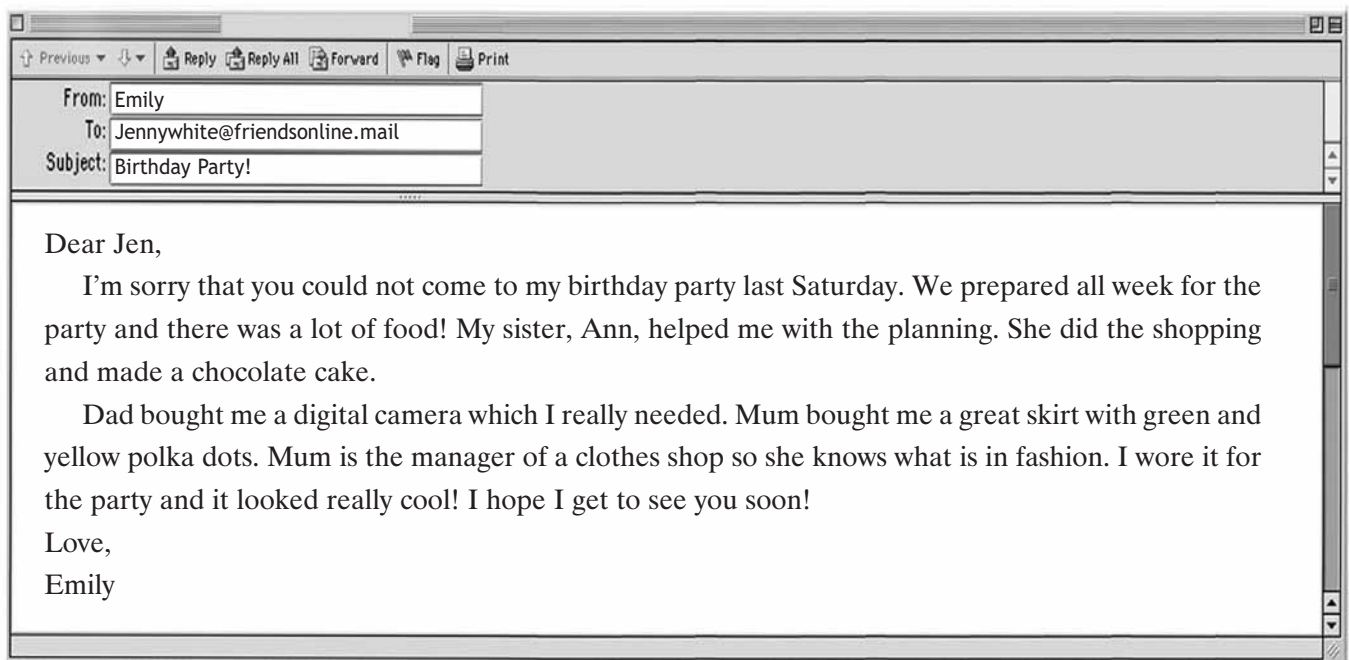 Previous Reply Reply All Forward Flag Print
From: Emily
To: Jennywhite@friendsonline.mail
Subject: Birthday Party!
Dear Jen,
I'm sorry that you could not come to my birthday party last Saturday. We prepared all week for the
party and there was a lot of food! My sister, Ann, helped me with the planning. She did the shopping
and made a chocolate cake.
Dad bought me a digital camera which I really needed. Mum bought me a great skirt with green and
yellow polka dots. Mum is the manager of a clothes shop so she knows what is in fashion. I wore it for
the party and it looked really cool! I hope I get to see you soon!
Love,
Emily